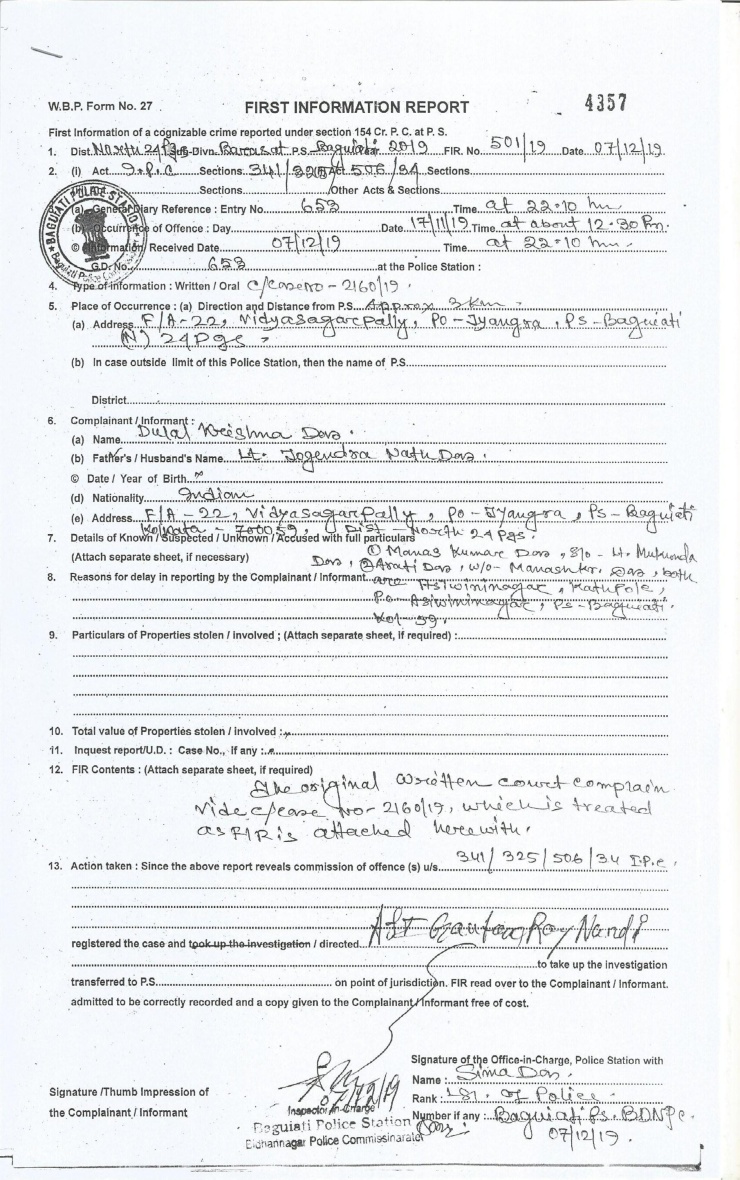 4357
W.B.P. Form No. 27 FIRST INFORMATION REPORT
First Information of a cognizable crime reported under section 154 Cr. P. C. at P. S.
1. Dist. North 24 Pgs Sub-Divn. Barasat P.S. Baguiati 2019 FIR. No. 501/19 Date 07/12/19
2. (I) Act I.P.C Sections 341/325/506/34 Sections
Sections Other Acts & Sections
(a) General Diary Reference : Entry No. 653 Time at 22.10 hrs.
(b) Occurrence of Offence : Day Date 17/11/19 Time at about 12.30 Pm.
© Information / Received Date 07/12/19 Time at 22.10 hrs
G.D. No. 653 at the Police Station :
BAGUIATI POLICE STATION
4. Type of Information : Written / Oral C/Case No - 2160/19.
5. Place of Occurrence : (a) Direction and Distance from P.S. Approx 3 km.
(a) Address F/A-22, Vidyasagarpally, Po - Jyangra, Ps - Baguiati
(N) 24 Pgs.
(b) In case outside limit of this Police Station, then the name of P.S.
District
6. Complainant / Informant :
(a) Name Dulal Krishna Das.
(b) Father's / Husband's Name Lt. Jogendra Nath Das.
© Date / Year of Birth
(d) Nationality Indian
(e) Address F/A-22, Vidyasagarpally, Po - Jyangra, Ps - Baguiati
Kolkata - 700059, Dist - North 24 Pgs.
7. Details of Known / Suspected / Unknown / Accused with full particulars
① Manas Kumar Das, S/o - Lt. Mukunda
(Attach separate sheet, if necessary) Das, ② Arati Das, w/o - Manas Kr. Das, both
8. Reasons for delay in reporting by the Complainant / Informant are Aswininagar, Kathpole,
Po - Aswininagar, Ps - Baguiati.
Kol - 59.
9. Particulars of Properties stolen / involved ; (Attach separate sheet, if required) :
10. Total value of Properties stolen / involved :
11. Inquest report/U.D. : Case No., if any :
12. FIR Contents : (Attach separate sheet, if required)
The original written court complain
vide c/case No - 2160/19, which is treated
as FIR is attached herewith.
13. Action taken : Since the above report reveals commission of offence (s) u/s. 341/325/506/34 I.P.C.
registered the case and took up the investigation / directed ASI Goutam Roy Nandi
to take up the investigation
transferred to P.S. on point of jurisdiction. FIR read over to the Complainant / Informant.
admitted to be correctly recorded and a copy given to the Complainant / Informant free of cost.
Signature of the Office-in-Charge, Police Station with
Name : Sima Das.
Signature /Thumb Impression of
the Complainant / Informant
07/12/19
Inspector-in-Charge
Baguiati Police Station
Bidhannagar Police Commissinarate
Rank : of Police.
Number if any : Baguiati Ps. BDNPC.
07/12/19.